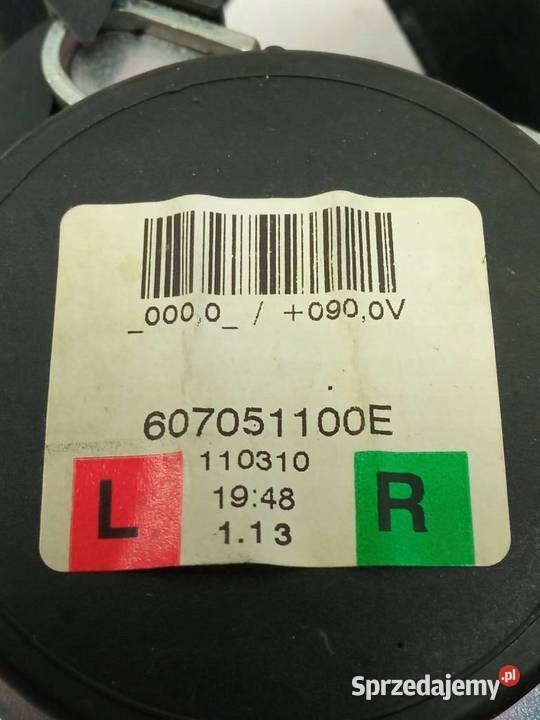 _000,0_ / +090,0V
607051100E
110310
L
19:48
R
1.13
Sprzedajemy.pl